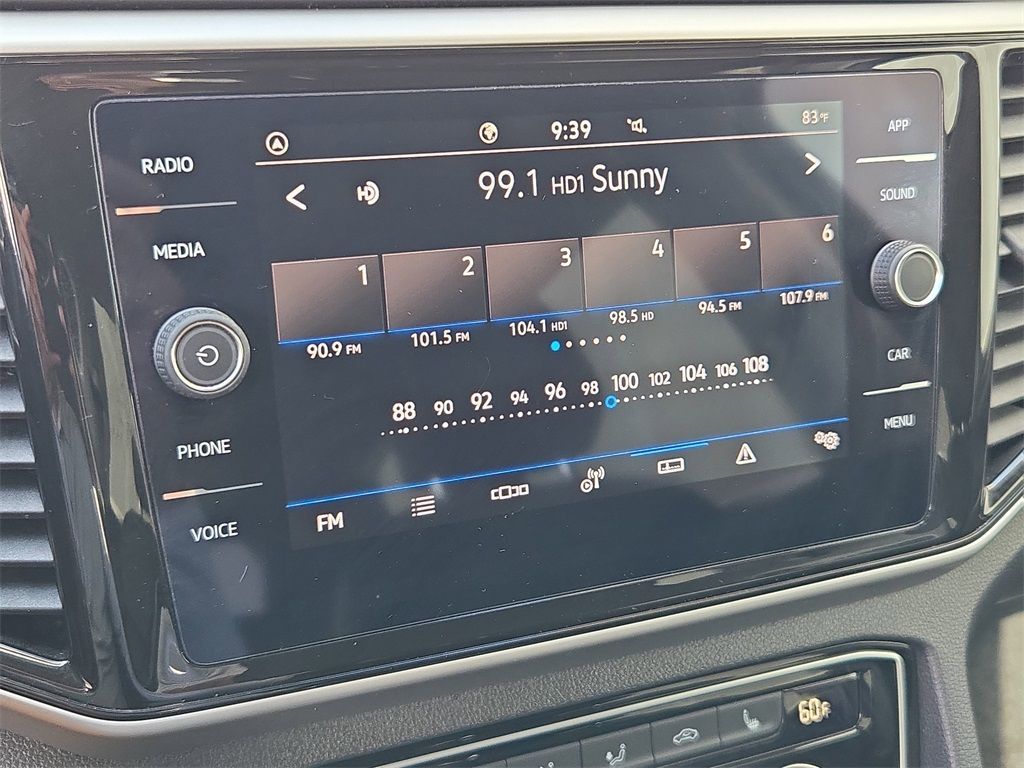 RADIO
MEDIA
PHONE
VOICE
9:39 83°F
HD 99.1 HD1 Sunny
1 2 3 4 5 6
90.9 FM 101.5 FM 104.1 HD1 98.5 HD 94.5 FM 107.9 FM
88 90 92 94 96 98 100 102 104 106 108
FM
APP
SOUND
CAR
MENU
60°F